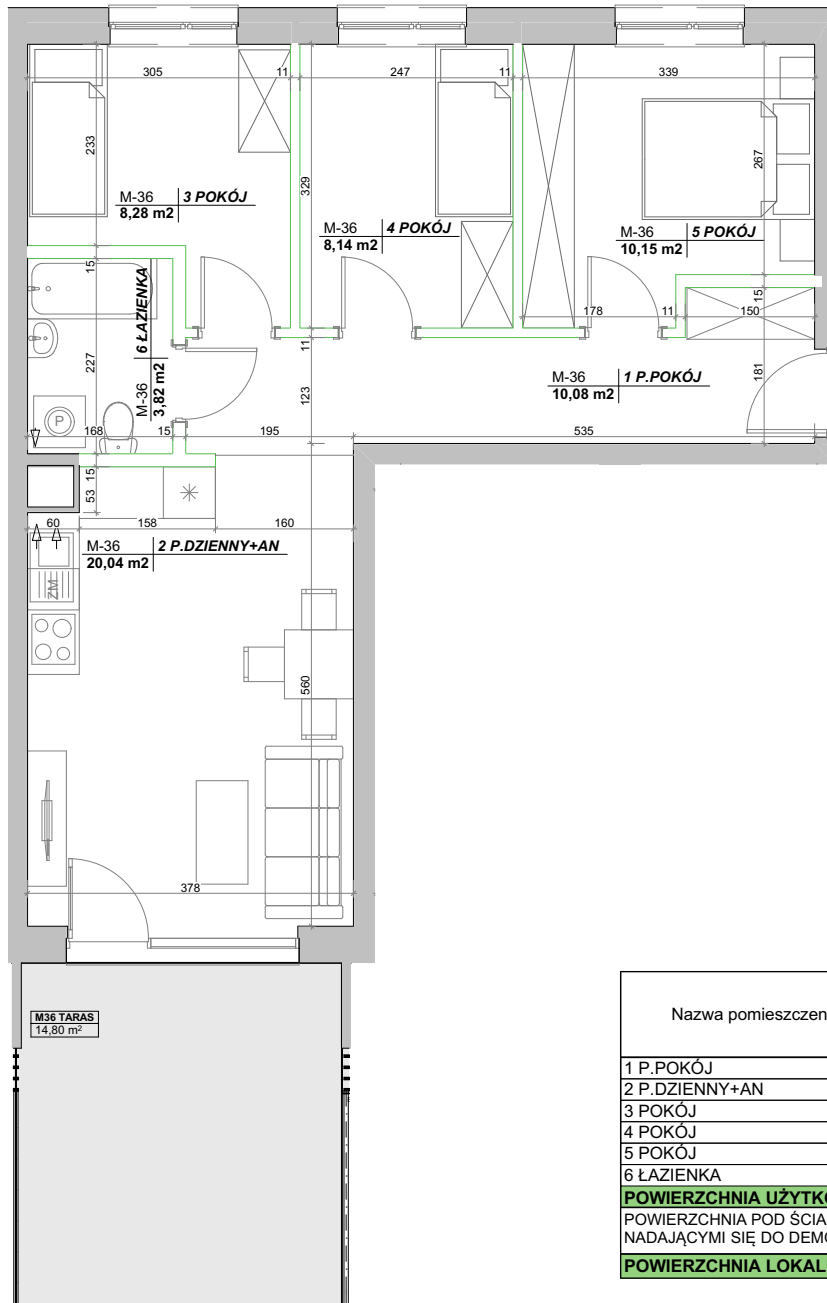 305
11
247
11
339
233
329
267
M-36 3 POKÓJ
8,28 m2
M-36 4 POKÓJ
8,14 m2
M-36 5 POKÓJ
10,15 m2
15
15
178
11
150
M-36 6 ŁAZIENKA
3,82 m2
227
11
123
181
M-36 1 P.POKÓJ
10,08 m2
P
168
15
195
535
15
53
60
158
160
M-36 2 P.DZIENNY+AN
20,04 m2
ZM
560
378
M36 TARAS
14,80 m²
Nazwa pomieszczen
1 P.POKÓJ
2 P.DZIENNY+AN
3 POKÓJ
4 POKÓJ
5 POKÓJ
6 ŁAZIENKA
POWIERZCHNIA UŻYTK
POWIERZCHNIA POD ŚCIA
NADAJĄCYMI SIĘ DO DEM
POWIERZCHNIA LOKAL